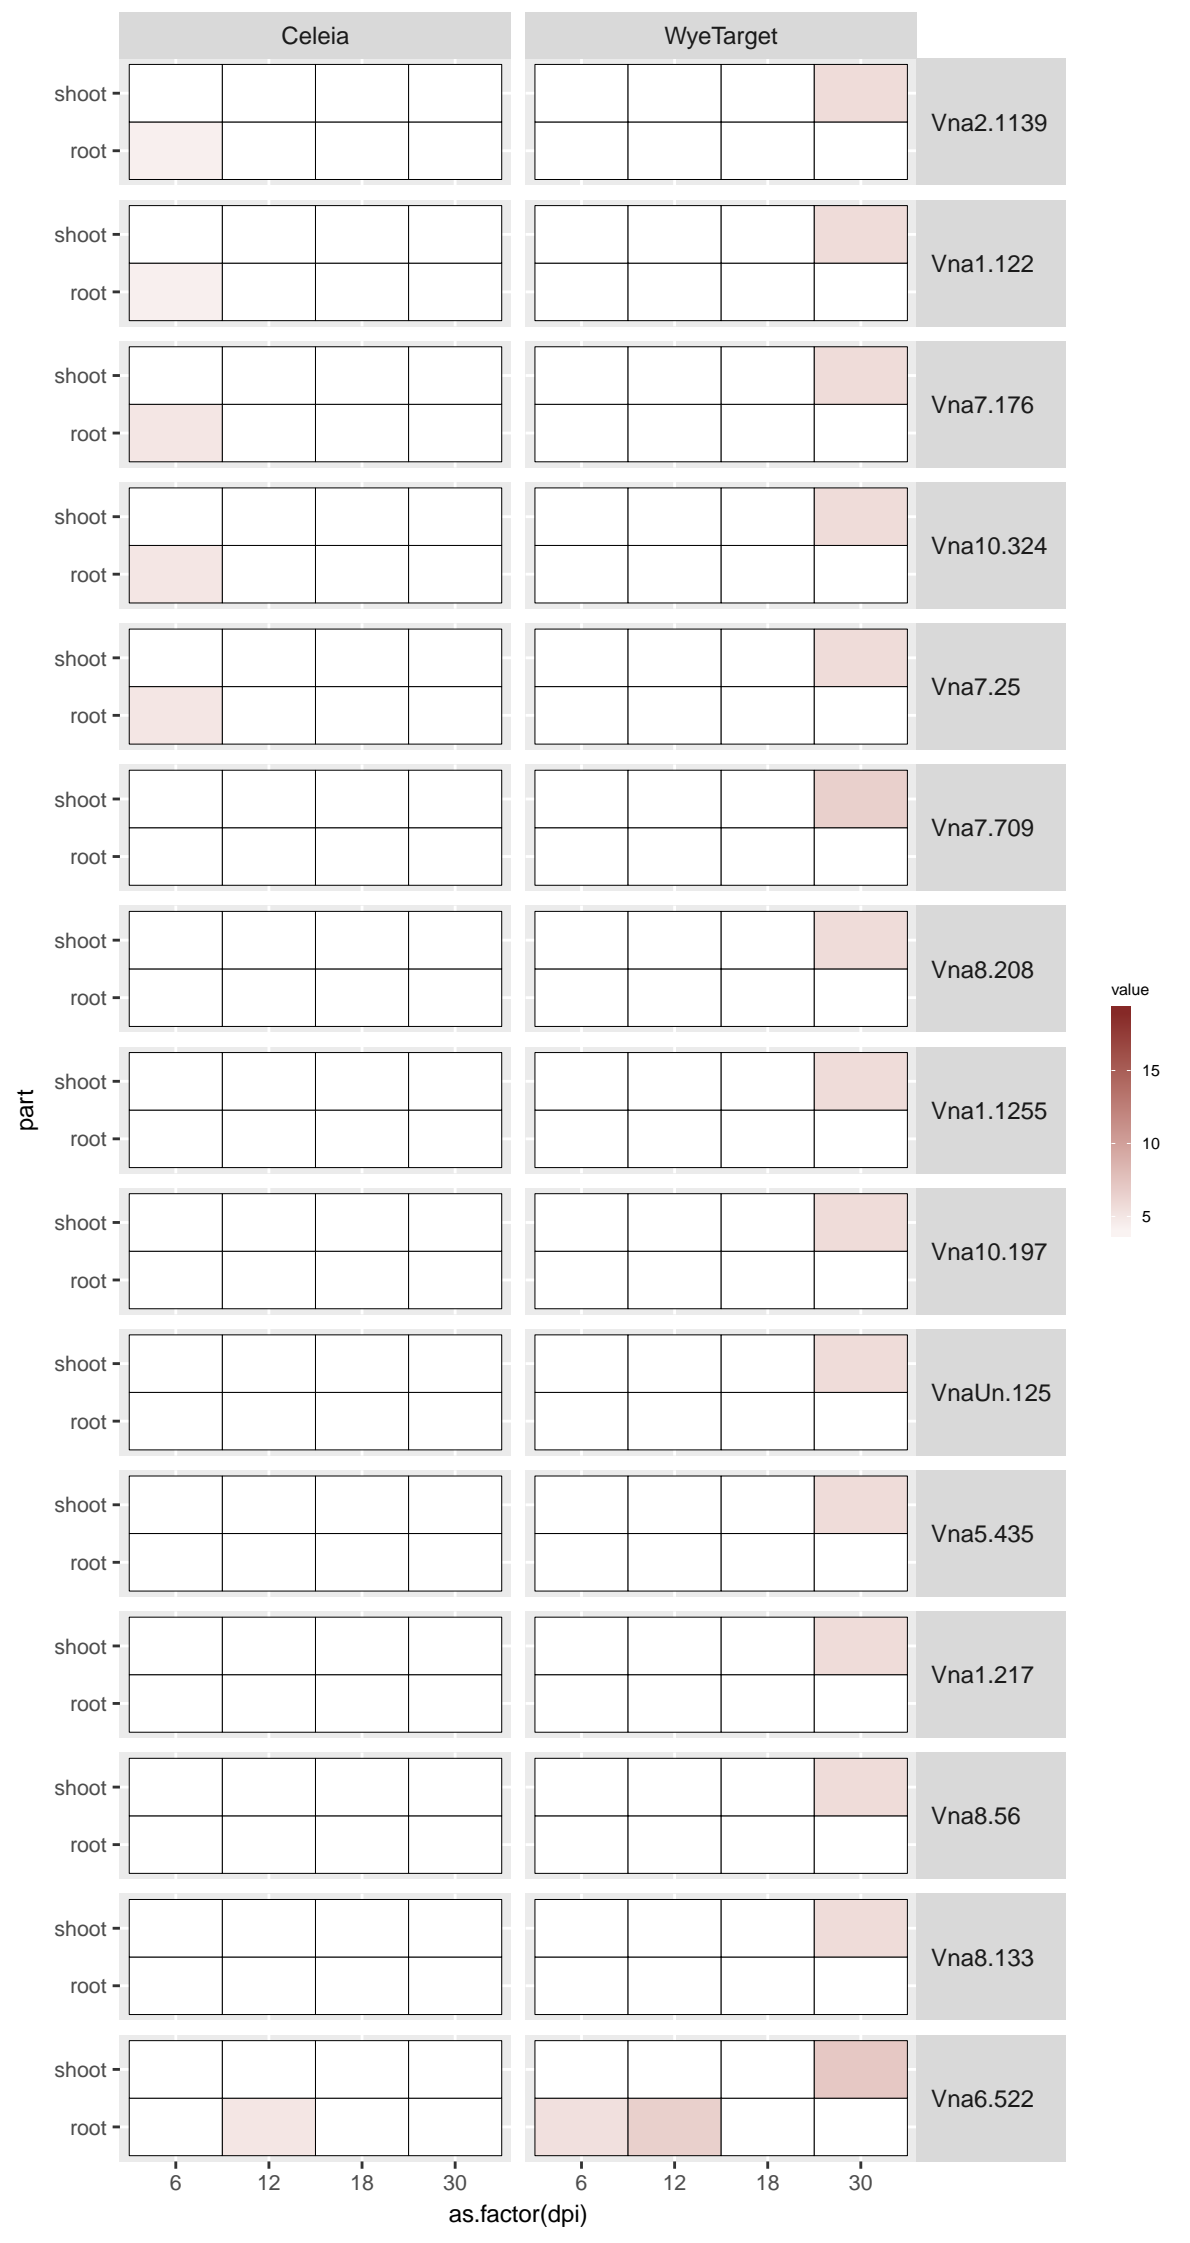 Celeia WyeTarget
shoot
root
Vna2.1139
shoot
root
Vna1.122
shoot
root
Vna7.176
shoot
root
Vna10.324
shoot
root
Vna7.25
shoot
root
Vna7.709
shoot
root
Vna8.208
shoot
root
Vna1.1255
shoot
root
Vna10.197
shoot
root
VnaUn.125
shoot
root
Vna5.435
shoot
root
Vna1.217
shoot
root
Vna8.56
shoot
root
Vna8.133
shoot
root
Vna6.522
6 12 18 30 6 12 18 30
as.factor(dpi)
part
value
15
10
5